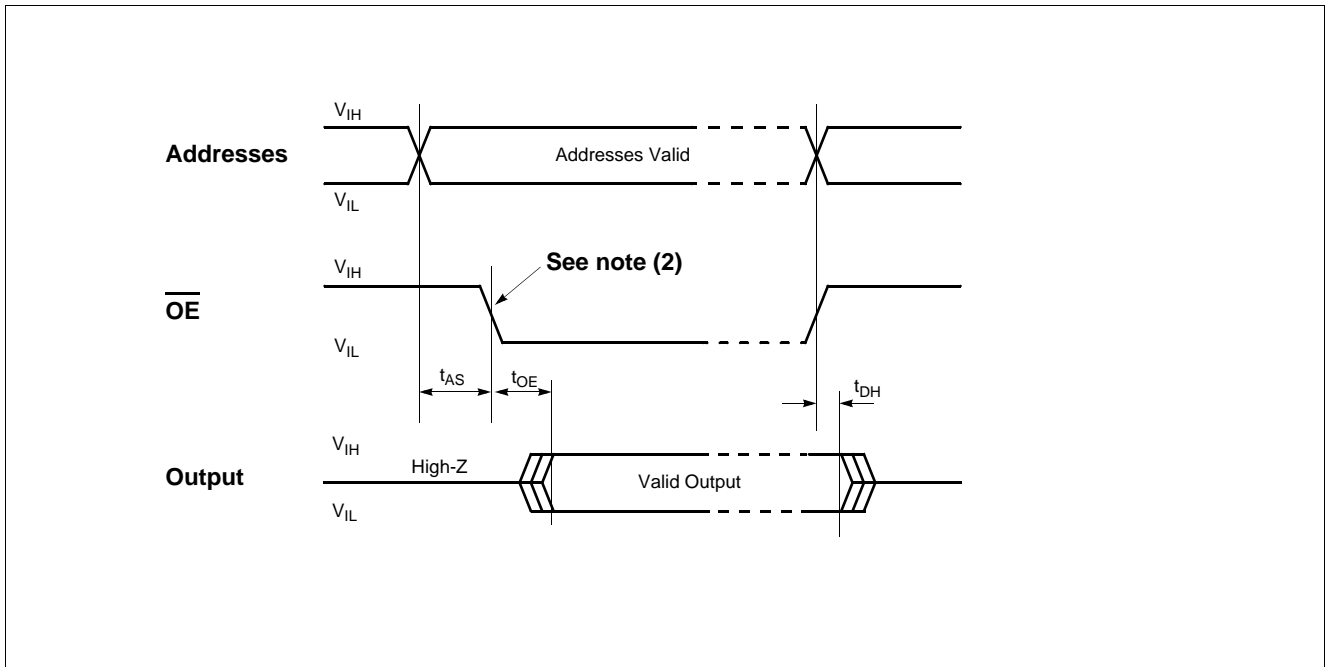 V_IH
Addresses
Addresses Valid
V_IL
See note (2)
V_IH
OE
V_IL
t_AS
t_OE
t_DH
V_IH
High-Z
Output
Valid Output
V_IL